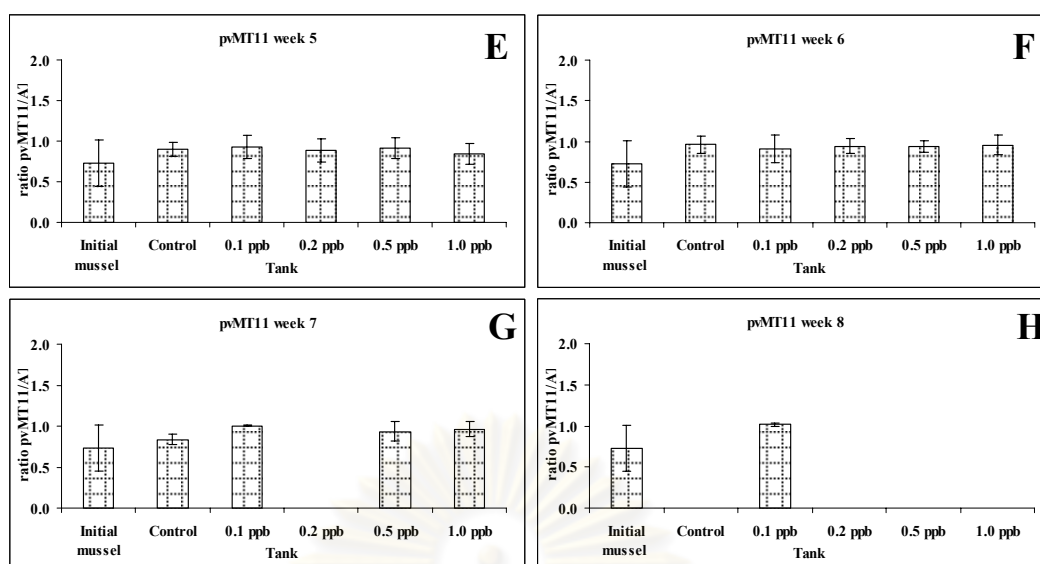 pvMT11 week 5
E
ratio pvMT11/A
2.0
1.5
1.0
0.5
0.0
Initial mussel Control 0.1 ppb 0.2 ppb 0.5 ppb 1.0 ppb
Tank
pvMT11 week 6
F
ratio pvMT11/A
2.0
1.5
1.0
0.5
0.0
Initial mussel Control 0.1 ppb 0.2 ppb 0.5 ppb 1.0 ppb
Tank
pvMT11 week 7
G
ratio pvMT11/A
2.0
1.5
1.0
0.5
0.0
Initial mussel Control 0.1 ppb 0.2 ppb 0.5 ppb 1.0 ppb
Tank
pvMT11 week 8
H
ratio pvMT11/A
2.0
1.5
1.0
0.5
0.0
Initial mussel Control 0.1 ppb 0.2 ppb 0.5 ppb 1.0 ppb
Tank